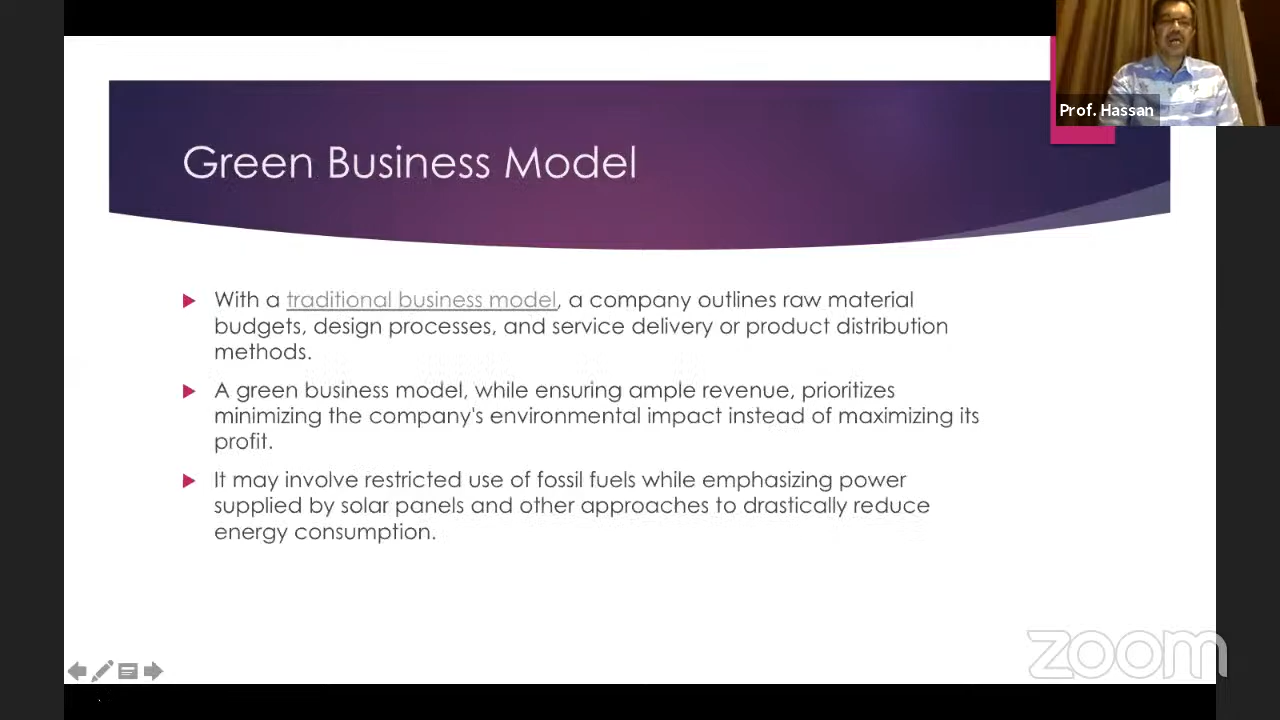 Prof. Hassan
Green Business Model
With a traditional business model, a company outlines raw material
budgets, design processes, and service delivery or product distribution
methods.
A green business model, while ensuring ample revenue, prioritizes
minimizing the company's environmental impact instead of maximizing its
profit.
It may involve restricted use of fossil fuels while emphasizing power
supplied by solar panels and other approaches to drastically reduce
energy consumption.
zoom